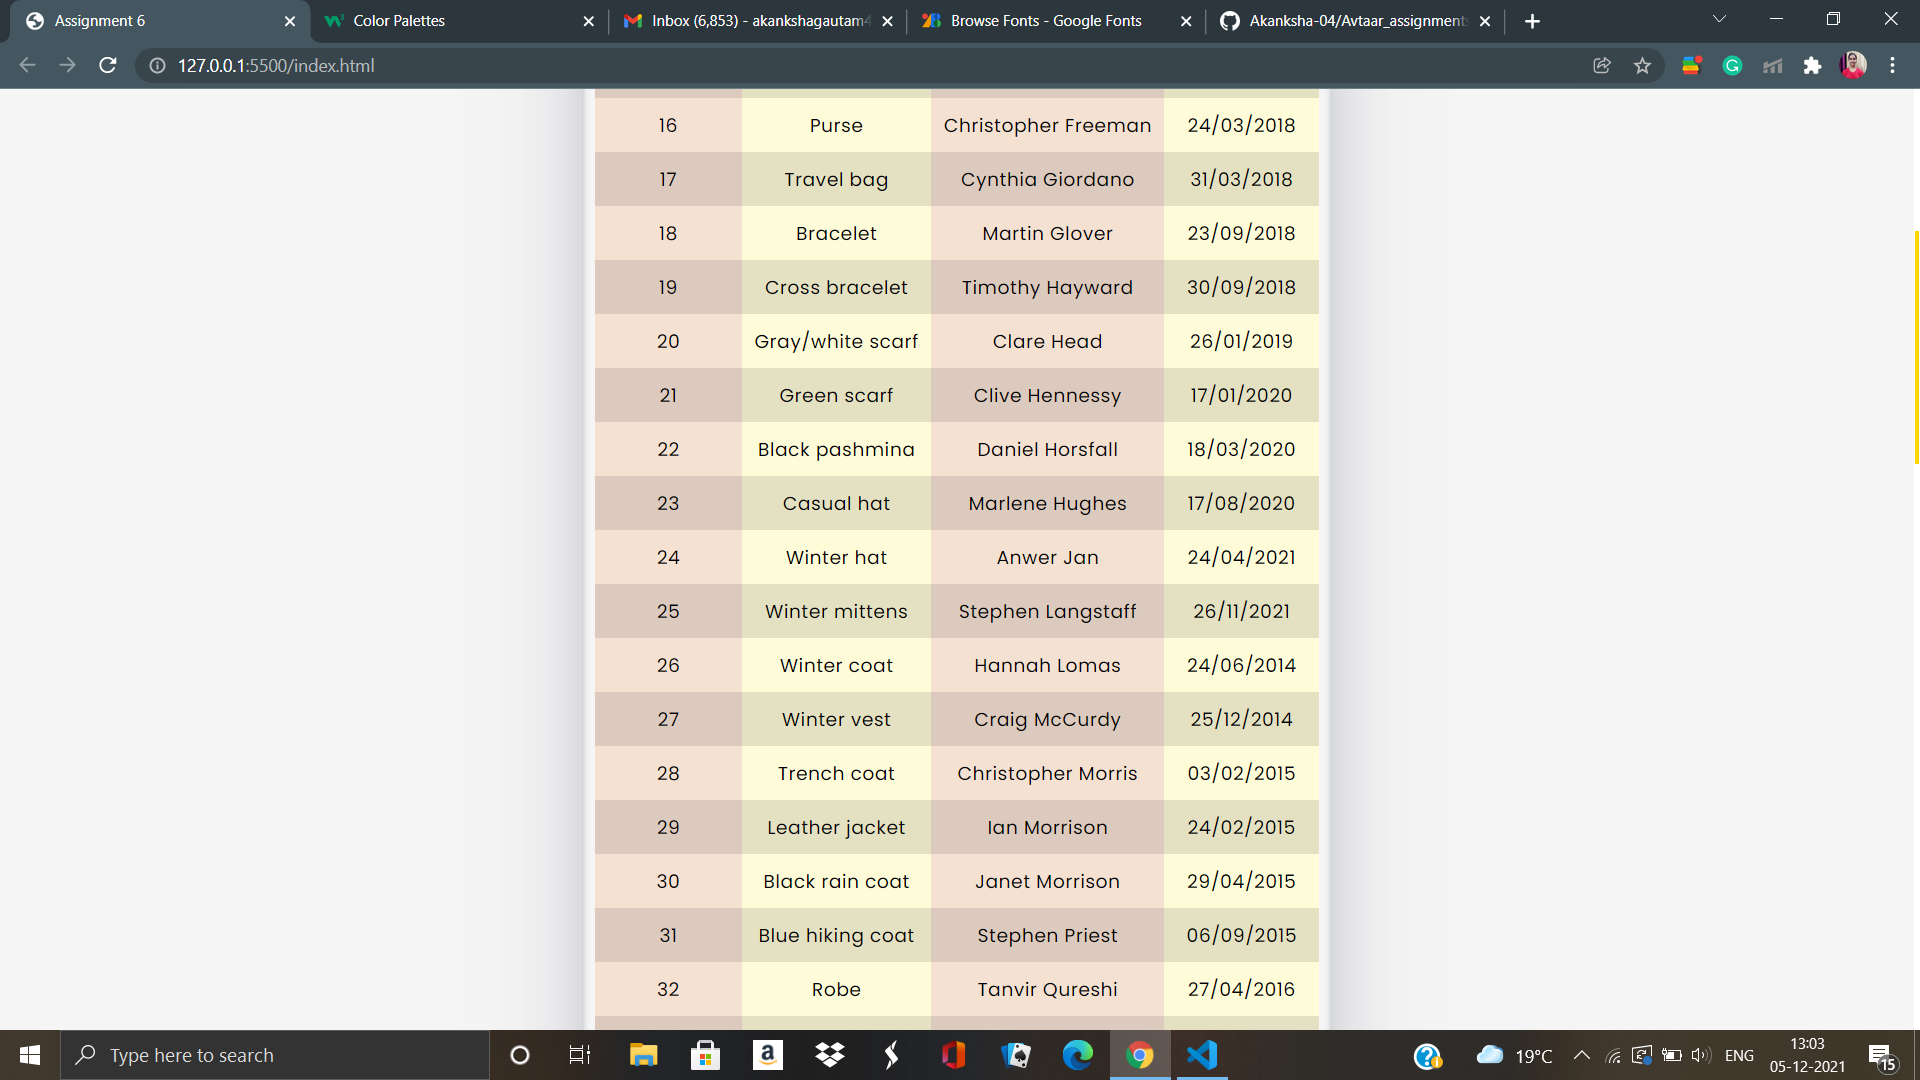 Assignment 6
Color Palettes
Inbox (6,853) - akankshagautam4
Browse Fonts - Google Fonts
Akanksha-04/Avtaar_assignment
127.0.0.1:5500/index.html
16 Purse Christopher Freeman 24/03/2018
17 Travel bag Cynthia Giordano 31/03/2018
18 Bracelet Martin Glover 23/09/2018
19 Cross bracelet Timothy Hayward 30/09/2018
20 Gray/white scarf Clare Head 26/01/2019
21 Green scarf Clive Hennessy 17/01/2020
22 Black pashmina Daniel Horsfall 18/03/2020
23 Casual hat Marlene Hughes 17/08/2020
24 Winter hat Anwer Jan 24/04/2021
25 Winter mittens Stephen Langstaff 26/11/2021
26 Winter coat Hannah Lomas 24/06/2014
27 Winter vest Craig McCurdy 25/12/2014
28 Trench coat Christopher Morris 03/02/2015
29 Leather jacket Ian Morrison 24/02/2015
30 Black rain coat Janet Morrison 29/04/2015
31 Blue hiking coat Stephen Priest 06/09/2015
32 Robe Tanvir Qureshi 27/04/2016
Type here to search
19°C
ENG
13:03
05-12-2021
15